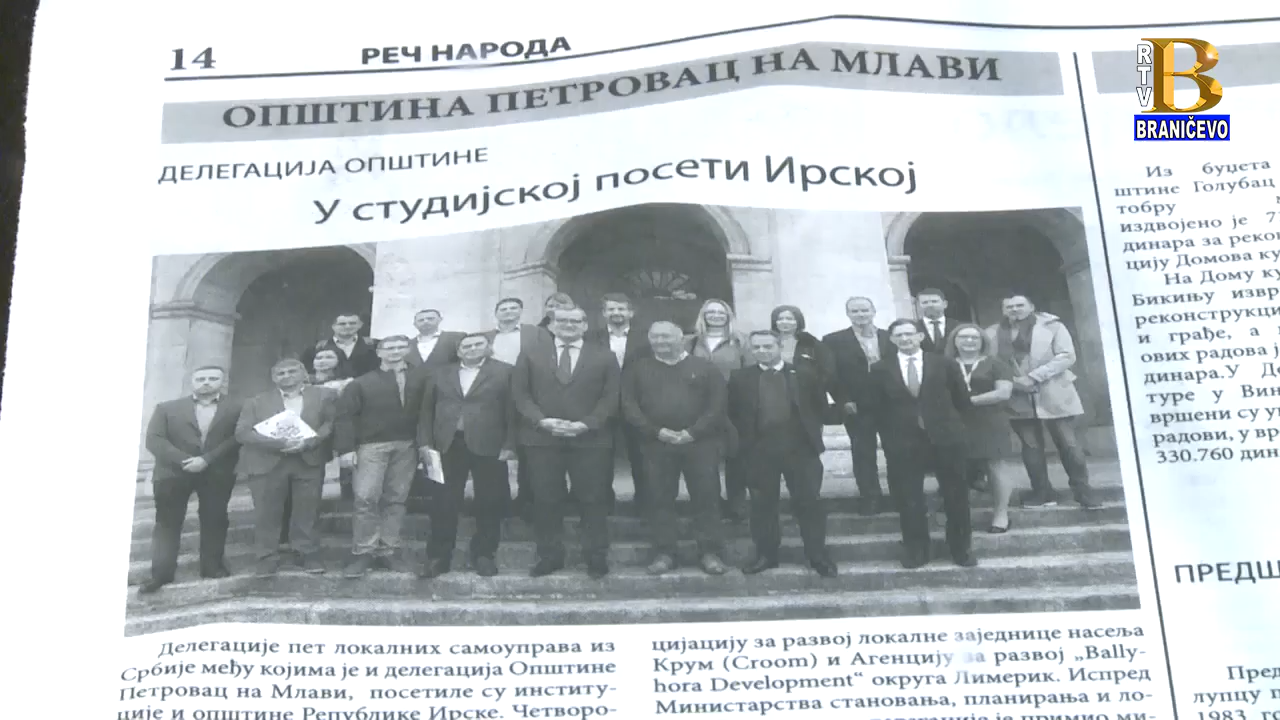 14
РЕЧ НАРОДА
ОПШТИНА ПЕТРОВАЦ НА МЛАВИ
ДЕЛЕГАЦИЈА ОПШТИНЕ
У студијској посети Ирској
Делегације пет локалних самоуправа из
Србије међу којима је и делегација Општине
Петровац на Млави, посетиле су институ-
ције и општине Републике Ирске. Четворо-
цијацију за развој локалне заједнице насеља
Крум (Croom) и Агенцију за развој „Bally-
hora Development“ округа Лимерик. Испред
Министарства становања, планирања и ло-
Из буџета
штине Голубац
тобру
издвојено је 7
динара за реко
цију Домова ку
На Дому ку
Бикињу извр
реконструкци
и грађе, а
ових радова ј
динара.У Д
туре у Вин
вршени су у
радови, у вр
330.760 дин
ПРЕДШ
Пред
лупцу
1983. го
RTV
B
BRANIČEVO